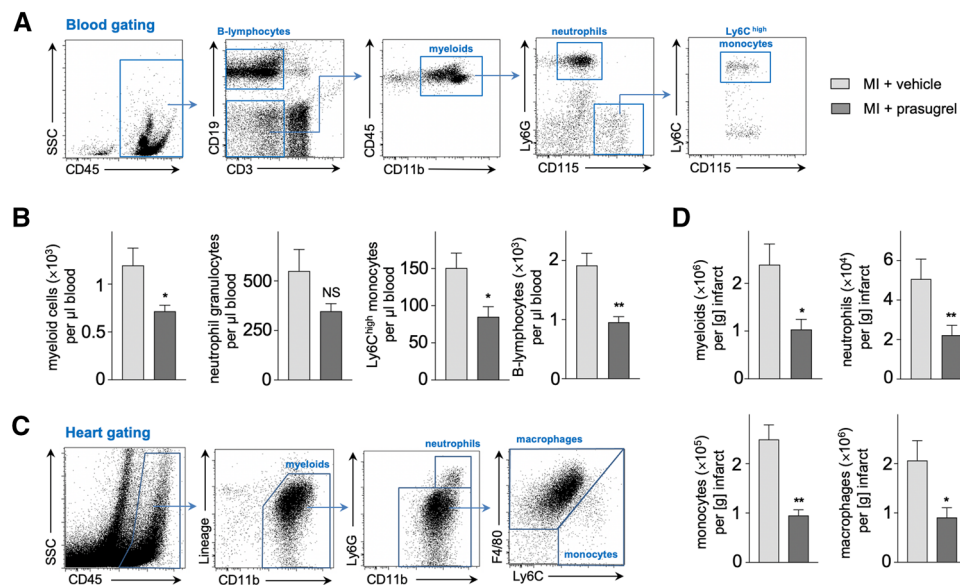 A
Blood gating
SSC
CD45
B-lymphocytes
CD19
CD3
myeloids
CD45
CD11b
neutrophils
Ly6G
CD115
Ly6C high
monocytes
Ly6C
CD115
MI + vehicle
MI + prasugrel
B
myeloid cells (×10³)
per µl blood
1
0.5
0
*
neutrophil granulocytes
per µl blood
500
250
0
NS
Ly6C high monocytes
per µl blood
200
150
100
50
0
*
B-lymphocytes (×10³)
per µl blood
2
1
0
**
D
myeloids (×10⁶)
per [g] infarct
2
1
0
*
neutrophils (×10⁴)
per [g] infarct
6
4
2
0
**
C
Heart gating
SSC
CD45
myeloids
Lineage
CD11b
neutrophils
Ly6G
CD11b
macrophages
F4/80
monocytes
Ly6C
monocytes (×10⁵)
per [g] infarct
2
1
0
**
macrophages (×10⁶)
per [g] infarct
2
1
0
*